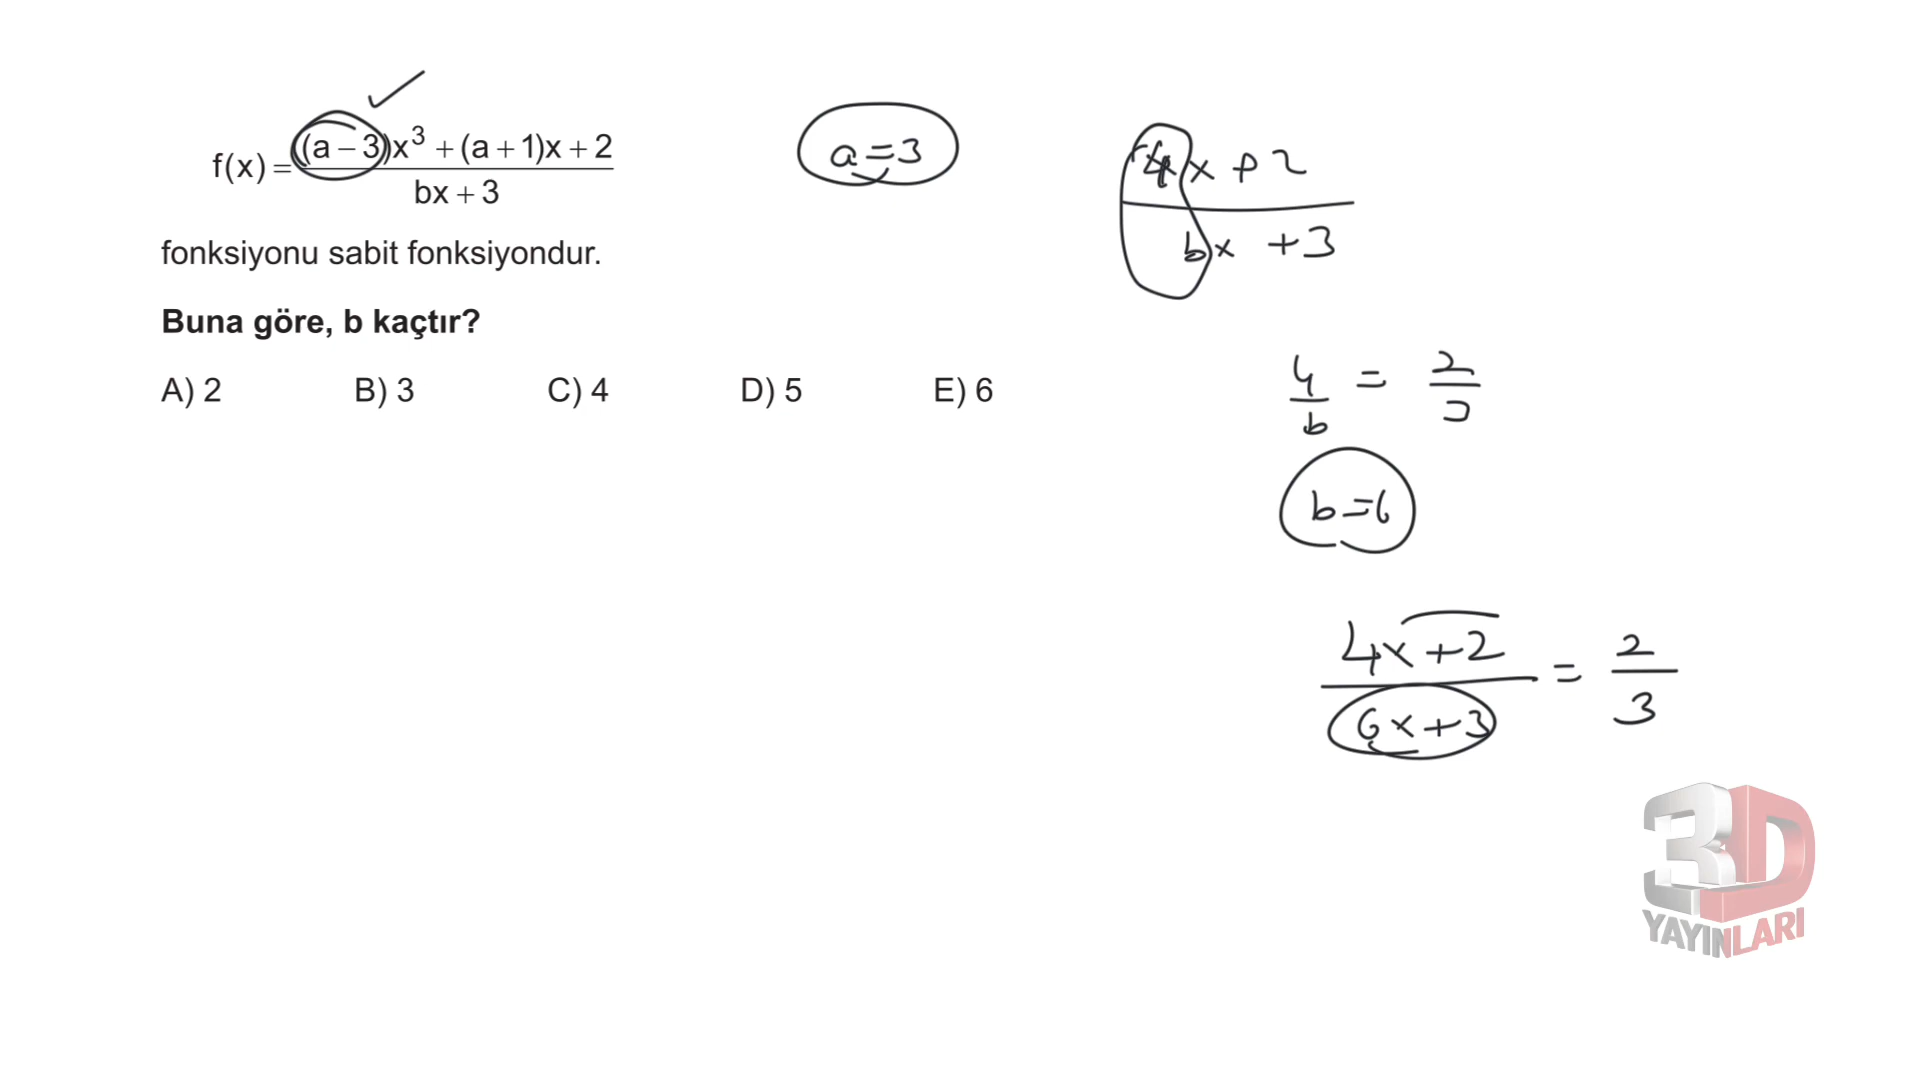 f(x) = (a − 3)x³ + (a + 1)x + 2
bx + 3
fonksiyonu sabit fonksiyondur.
Buna göre, b kaçtır?
A) 2 B) 3 C) 4 D) 5 E) 6
a = 3
4x + 2
bx + 3
4/b = 2/3
b = 6
4x + 2 / 6x + 3 = 2/3
3D
YAYINLARI